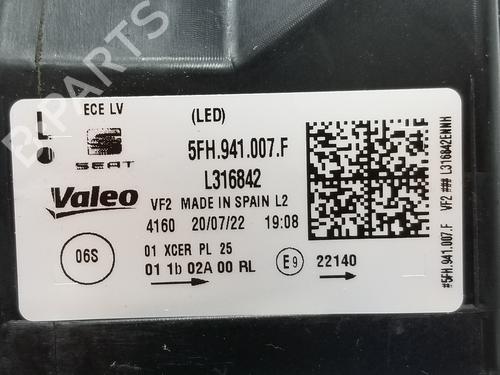 ECE LV
(LED)
L
SEAT
5FH.941.007.F
L316842
Valeo
VF2 MADE IN SPAIN L2
4160 20/07/22 19:08
06S
01 XCER PL 25
01 1b 02A 00 RL
E9
22140
#5FH.941.007.F VF2 ### L316842ENNH
B-PARTS